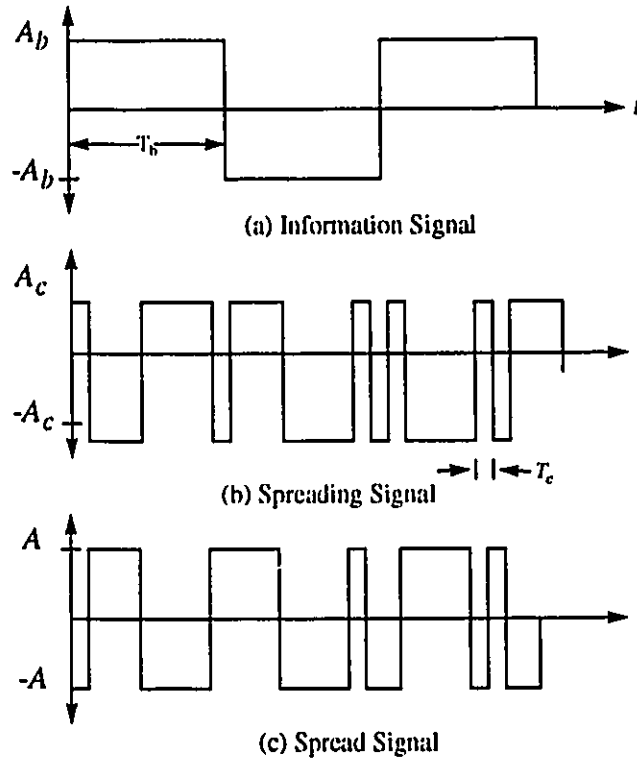 A_b
t
T_b
-A_b
(a) Information Signal
A_c
-A_c
T_c
(b) Spreading Signal
A
-A
(c) Spread Signal